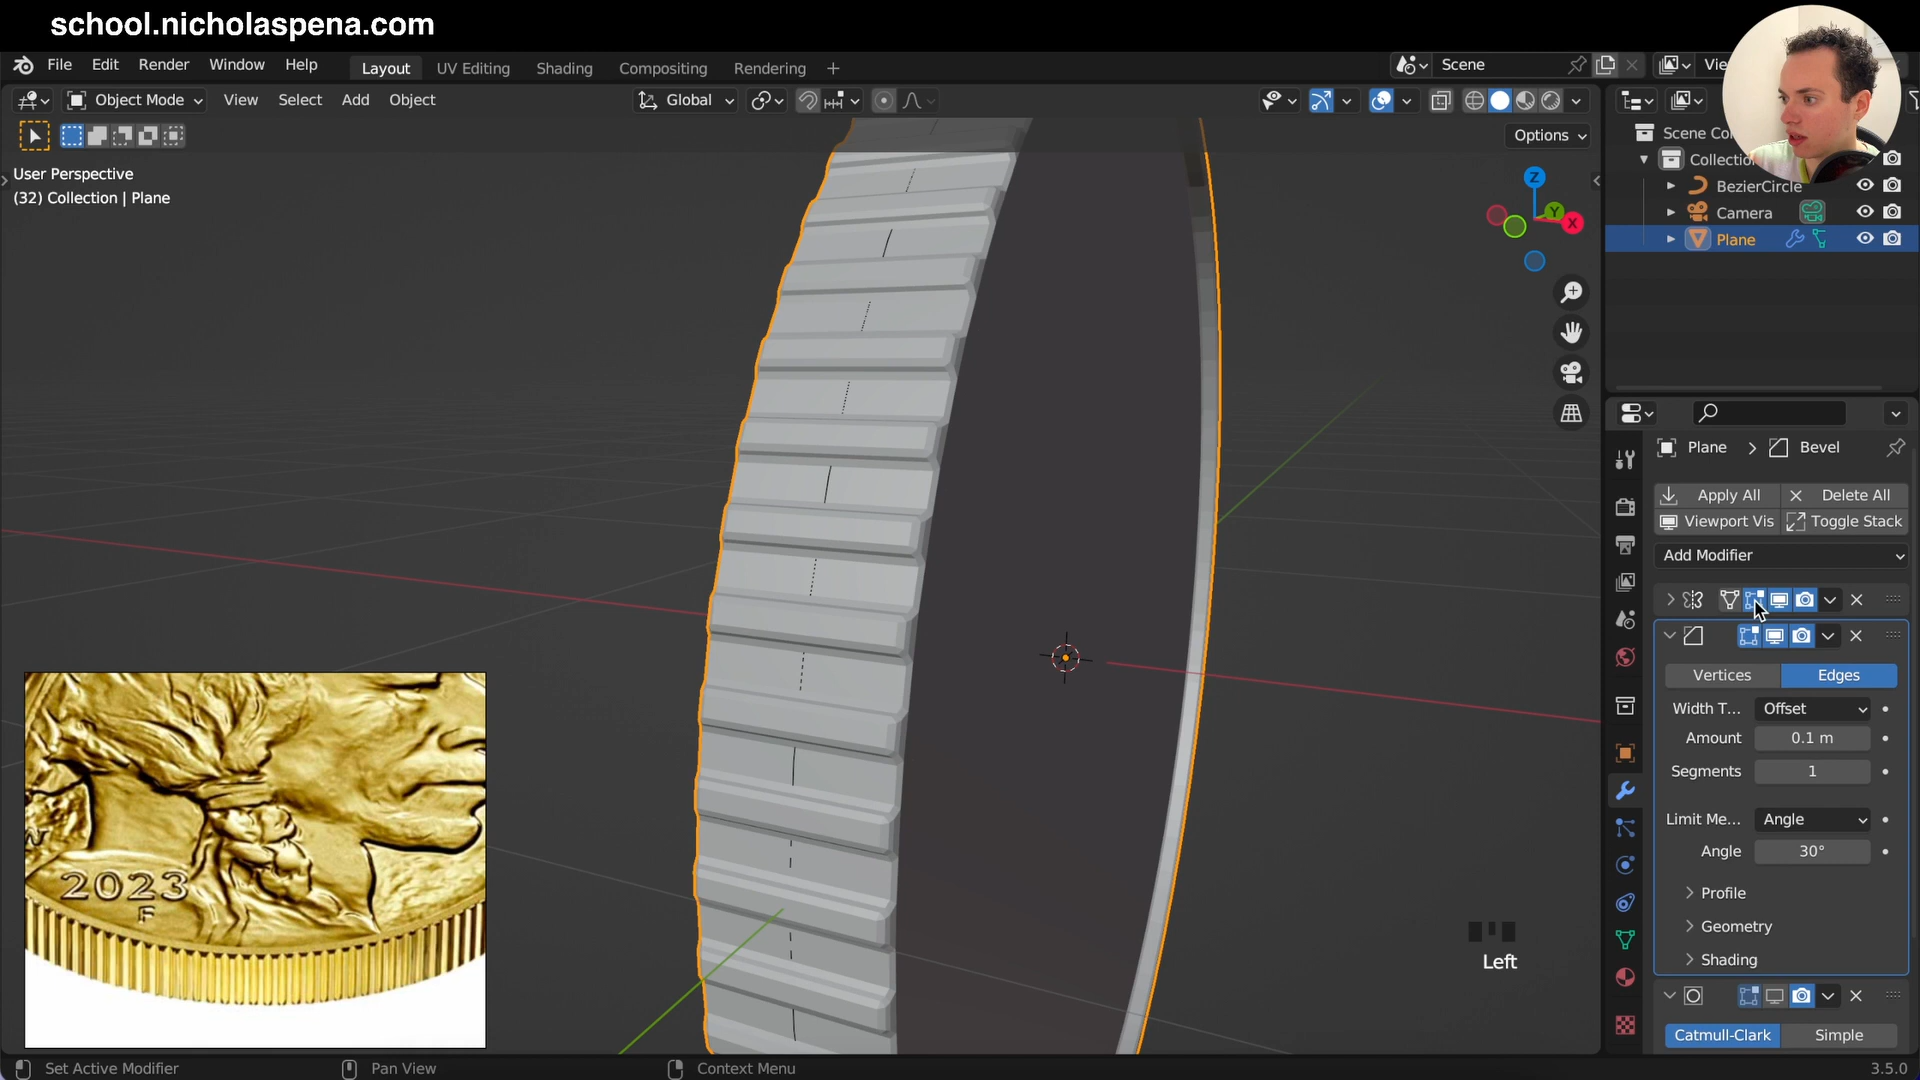 school.nicholaspena.com
File Edit Render Window Help Layout UV Editing Shading Compositing Rendering + Scene
Object Mode View Select Add Object Global
Options
User Perspective
(32) Collection | Plane
Z
Y
X
BezierCircle
Camera
Plane
Plane > Bevel
Apply All Delete All
Viewport Vis Toggle Stack
Add Modifier
Vertices Edges
Width T... Offset
Amount 0.1 m
Segments 1
Limit Me... Angle
Angle 30°
Profile
Geometry
Shading
Catmull-Clark Simple
2023
F
Left
Set Active Modifier Pan View Context Menu 3.5.0